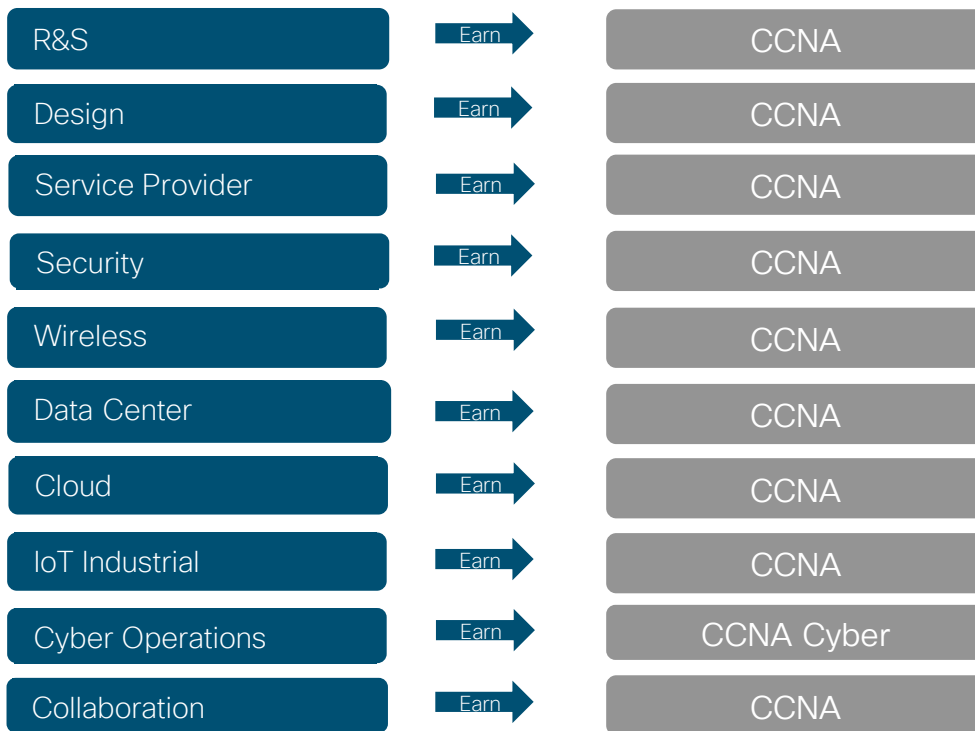 R&S Earn CCNA
Design Earn CCNA
Service Provider Earn CCNA
Security Earn CCNA
Wireless Earn CCNA
Data Center Earn CCNA
Cloud Earn CCNA
IoT Industrial Earn CCNA
Cyber Operations Earn CCNA Cyber
Collaboration Earn CCNA